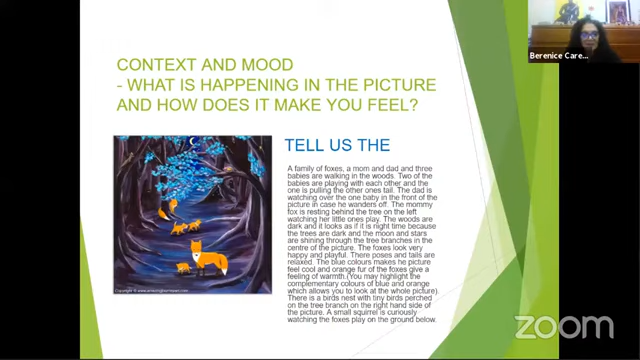 CONTEXT AND MOOD
- WHAT IS HAPPENING IN THE PICTURE
AND HOW DOES IT MAKE YOU FEEL?
TELL US THE
A family of foxes, a mom and dad and three
babies are walking in the woods. Two of the
babies are playing with each other and the
one is pulling the other ones tail. The dad is
watching over the one baby in the front of the
picture in case he wanders off. The mommy
fox is resting behind the tree on the left
watching her little ones play. The woods are
dark and it looks as if it is night time because
the trees are dark and the moon and stars
are shining through the tree branches in the
centre of the picture. The foxes look very
happy and playful. There poses and tails are
relaxed. The blue colours makes he picture
feel cool and orange fur of the foxes give a
feeling of warmth.(You may highlight the
complementary colours of blue and orange
which allows you to look at the whole picture).
There is a birds nest with tiny birds perched
on the tree branch on the right hand side of
the picture. A small squirrel is curiously
watching the foxes play on the ground below.
Berenice Care...
zoom